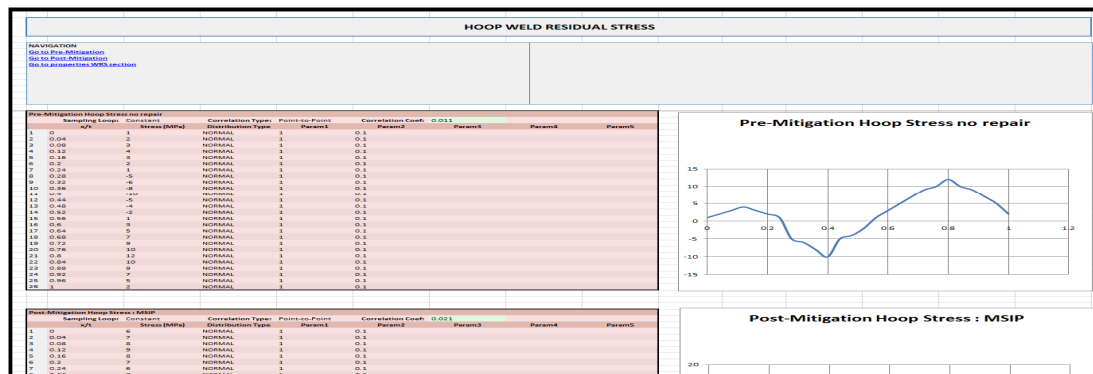 HOOP WELD RESIDUAL STRESS
NAVIGATION
Go to Pre-Mitigation
Go to Post-Mitigation
Go to properties WRS section
Pre-Mitigation Hoop Stress no repair
Sampling Loop: Constant Correlation Type: Point-to-Point Correlation Coef: 0.011
x/t Stress (MPa) Distribution Type Param1 Param2 Param3 Param4 Param5
1 0 1 NORMAL 1 0.1
2 0.04 2 NORMAL 1 0.1
3 0.08 3 NORMAL 1 0.1
4 0.12 4 NORMAL 1 0.1
5 0.16 3 NORMAL 1 0.1
6 0.2 2 NORMAL 1 0.1
7 0.24 1 NORMAL 1 0.1
8 0.28 -5 NORMAL 1 0.1
9 0.32 -6 NORMAL 1 0.1
10 0.36 -8 NORMAL 1 0.1
11 0.4 -10 NORMAL 1 0.1
12 0.44 -5 NORMAL 1 0.1
13 0.48 -4 NORMAL 1 0.1
14 0.52 -2 NORMAL 1 0.1
15 0.56 1 NORMAL 1 0.1
16 0.6 3 NORMAL 1 0.1
17 0.64 5 NORMAL 1 0.1
18 0.68 7 NORMAL 1 0.1
19 0.72 9 NORMAL 1 0.1
20 0.76 10 NORMAL 1 0.1
21 0.8 12 NORMAL 1 0.1
22 0.84 10 NORMAL 1 0.1
23 0.88 9 NORMAL 1 0.1
24 0.92 7 NORMAL 1 0.1
25 0.96 5 NORMAL 1 0.1
26 1 2 NORMAL 1 0.1
Pre-Mitigation Hoop Stress no repair
15
10
5
0
-5
-10
-15
0 0.2 0.4 0.6 0.8 1 1.2
Post-Mitigation Hoop Stress : MSIP
Sampling Loop: Constant Correlation Type: Point-to-Point Correlation Coef: 0.021
x/t Stress (MPa) Distribution Type Param1 Param2 Param3 Param4 Param5
1 0 6 NORMAL 1 0.1
2 0.04 7 NORMAL 1 0.1
3 0.08 8 NORMAL 1 0.1
4 0.12 9 NORMAL 1 0.1
5 0.16 8 NORMAL 1 0.1
6 0.2 7 NORMAL 1 0.1
7 0.24 6 NORMAL 1 0.1
Post-Mitigation Hoop Stress : MSIP
20